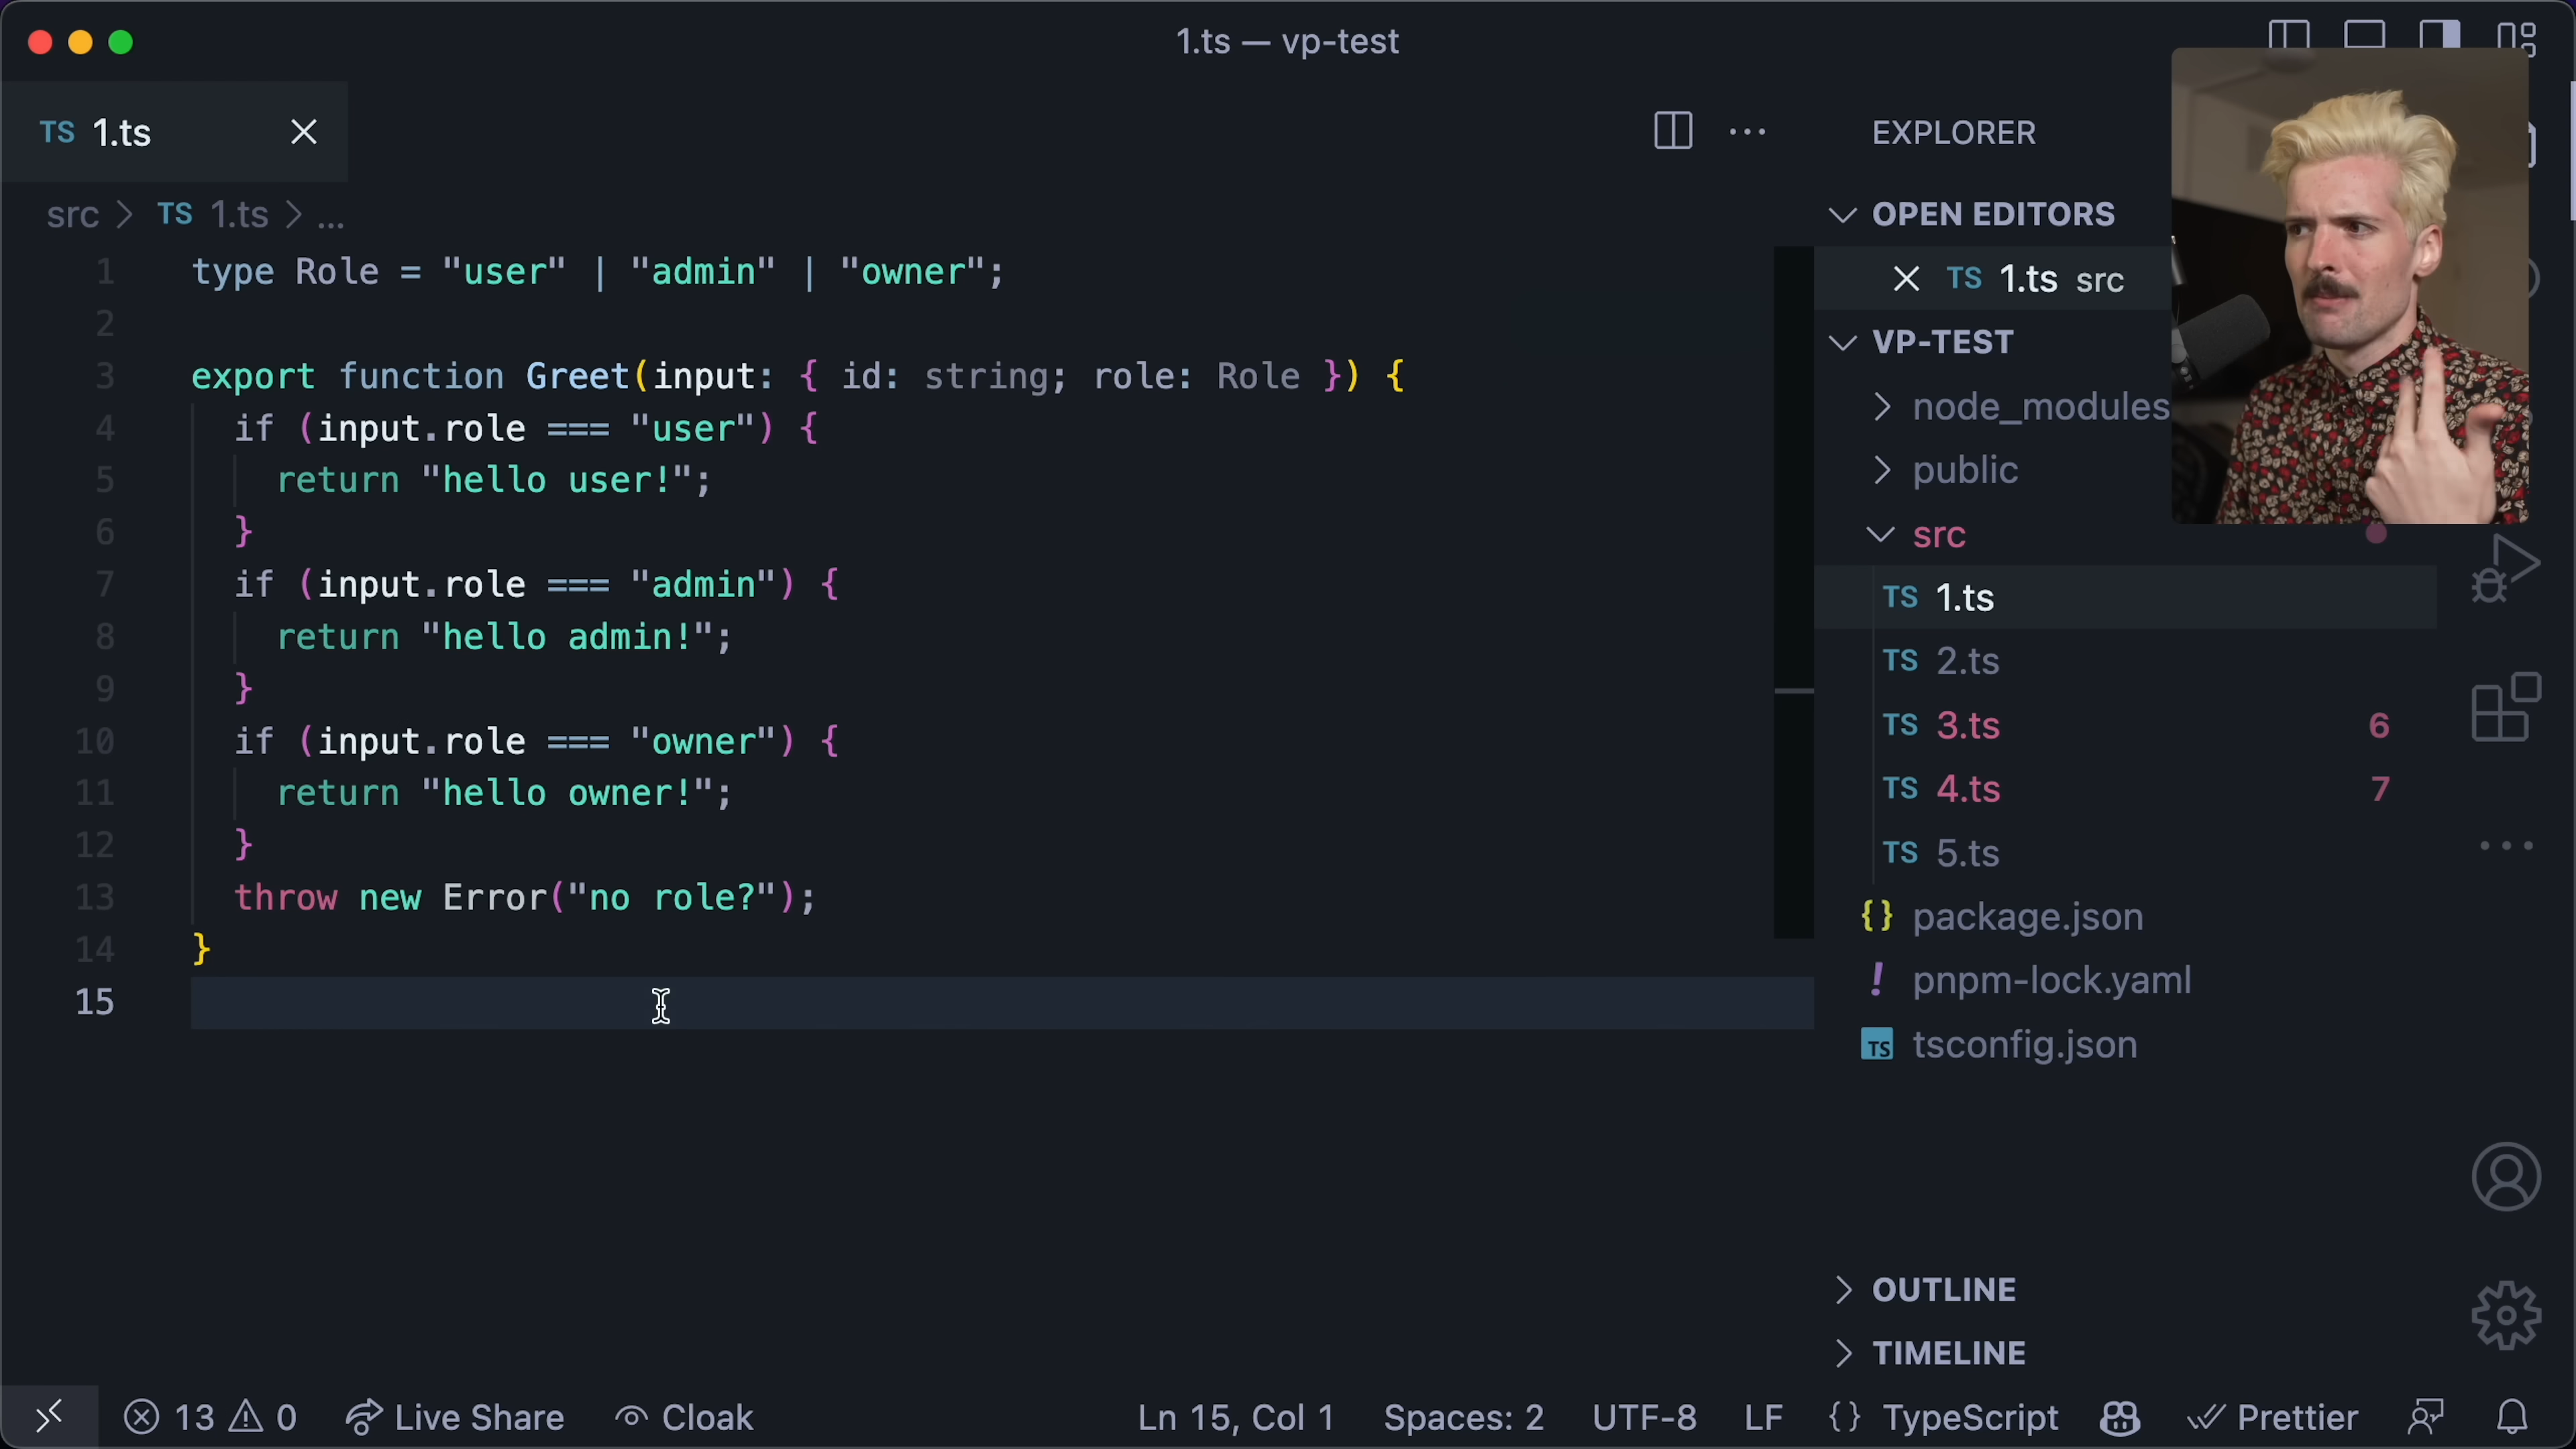 1.ts — vp-test
TS 1.ts
src > TS 1.ts > ...
1 type Role = "user" | "admin" | "owner";
2
3 export function Greet(input: { id: string; role: Role }) {
4 if (input.role === "user") {
5 return "hello user!";
6 }
7 if (input.role === "admin") {
8 return "hello admin!";
9 }
10 if (input.role === "owner") {
11 return "hello owner!";
12 }
13 throw new Error("no role?");
14 }
15
EXPLORER
OPEN EDITORS
TS 1.ts src
VP-TEST
node_modules
public
src
TS 1.ts
TS 2.ts
TS 3.ts 6
TS 4.ts 7
TS 5.ts
{} package.json
! pnpm-lock.yaml
TS tsconfig.json
OUTLINE
TIMELINE
13 0 Live Share Cloak Ln 15, Col 1 Spaces: 2 UTF-8 LF {} TypeScript Prettier